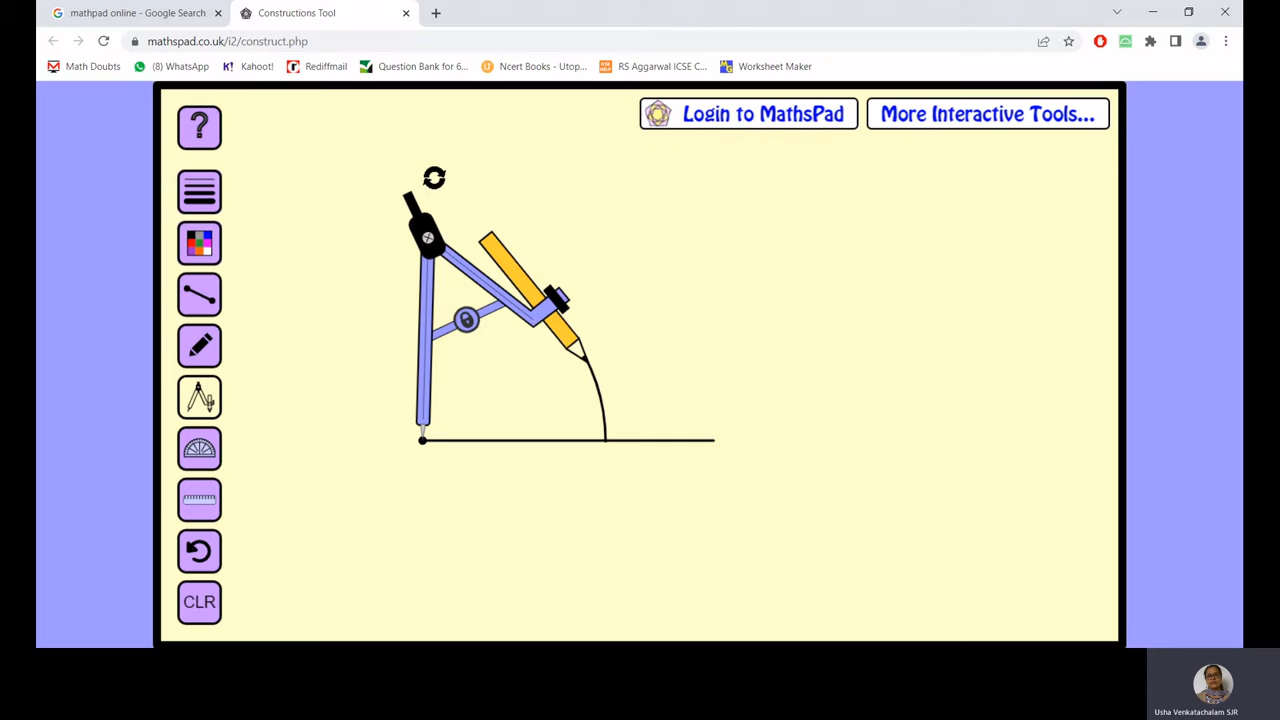 mathpad online - Google Search
Constructions Tool
mathspad.co.uk/i2/construct.php
Math Doubts
(8) WhatsApp
Kahoot!
Rediffmail
Question Bank for 6...
Ncert Books - Utop...
RS Aggarwal ICSE C...
Worksheet Maker
?
Login to MathsPad
More Interactive Tools...
CLR
Usha Venkatachalam SJR